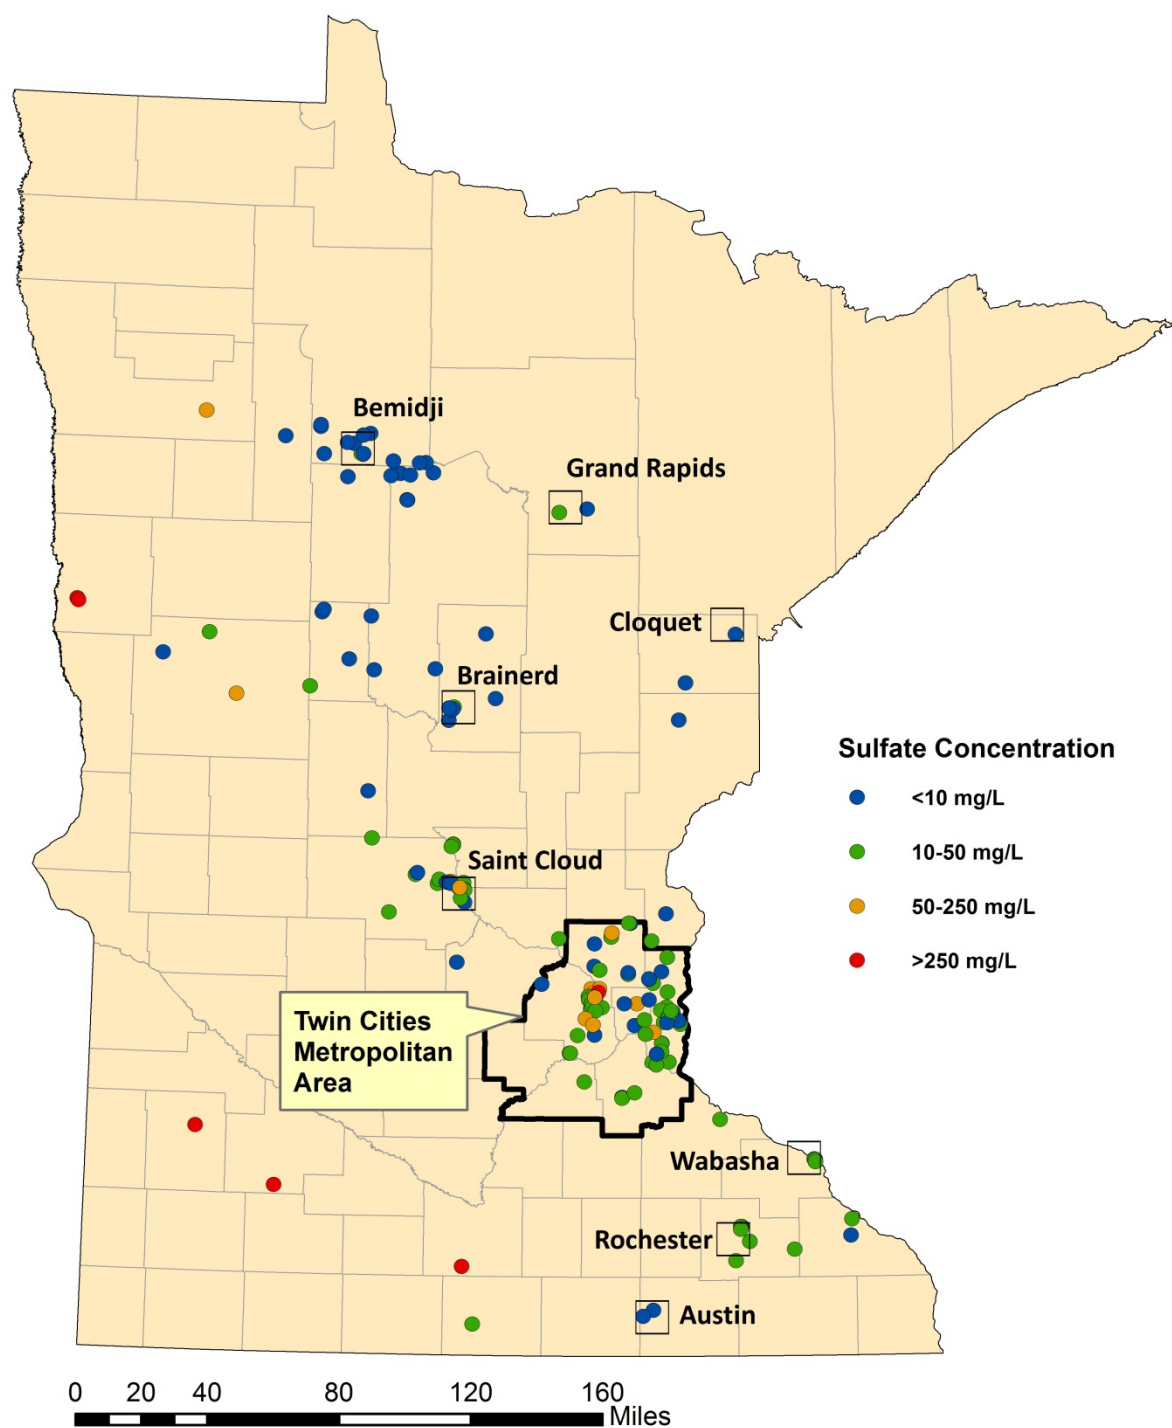 Bemidji
Grand Rapids
Cloquet
Brainerd
Sulfate Concentration
<10 mg/L
10-50 mg/L
50-250 mg/L
>250 mg/L
Saint Cloud
Twin Cities
Metropolitan
Area
Wabasha
Rochester
Austin
0 20 40 80 120 160
Miles